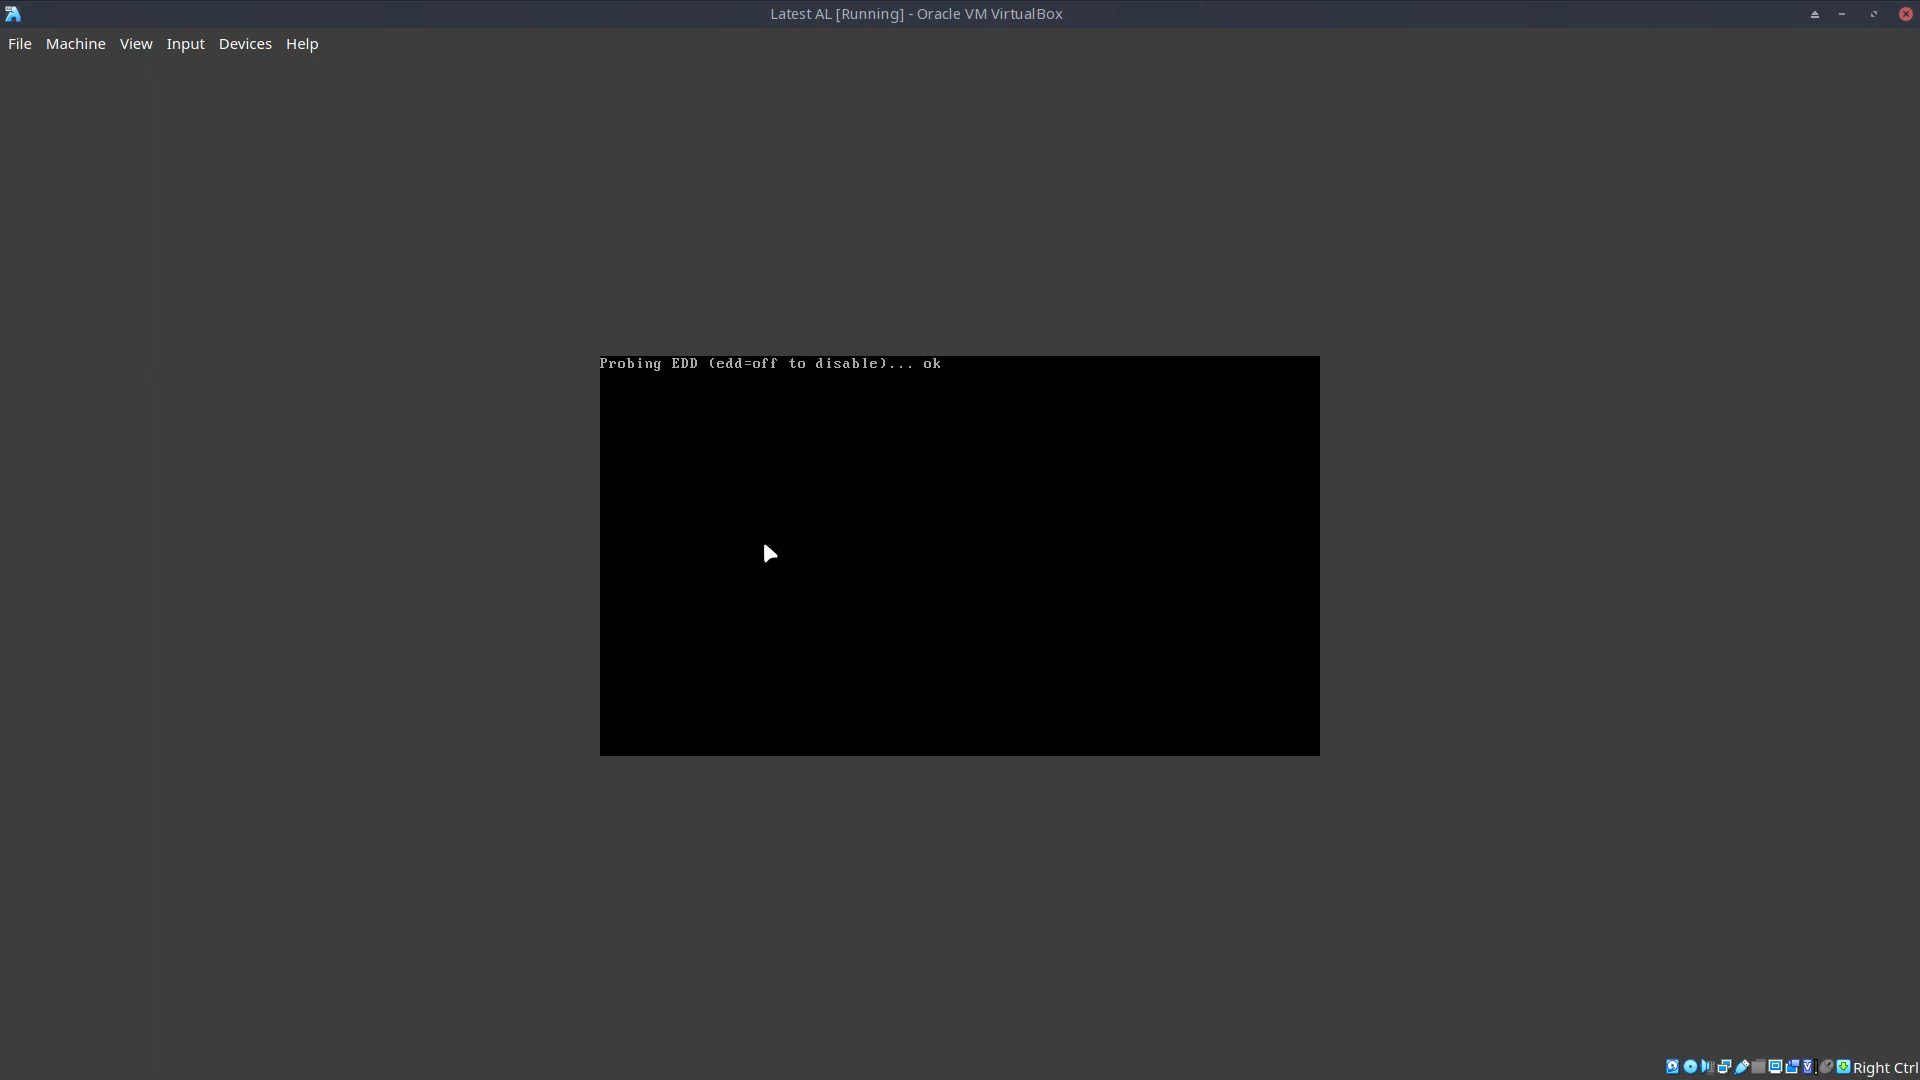 Latest AL [Running] - Oracle VM VirtualBox
File Machine View Input Devices Help
Probing EDD (edd=off to disable)... ok
Right Ctrl